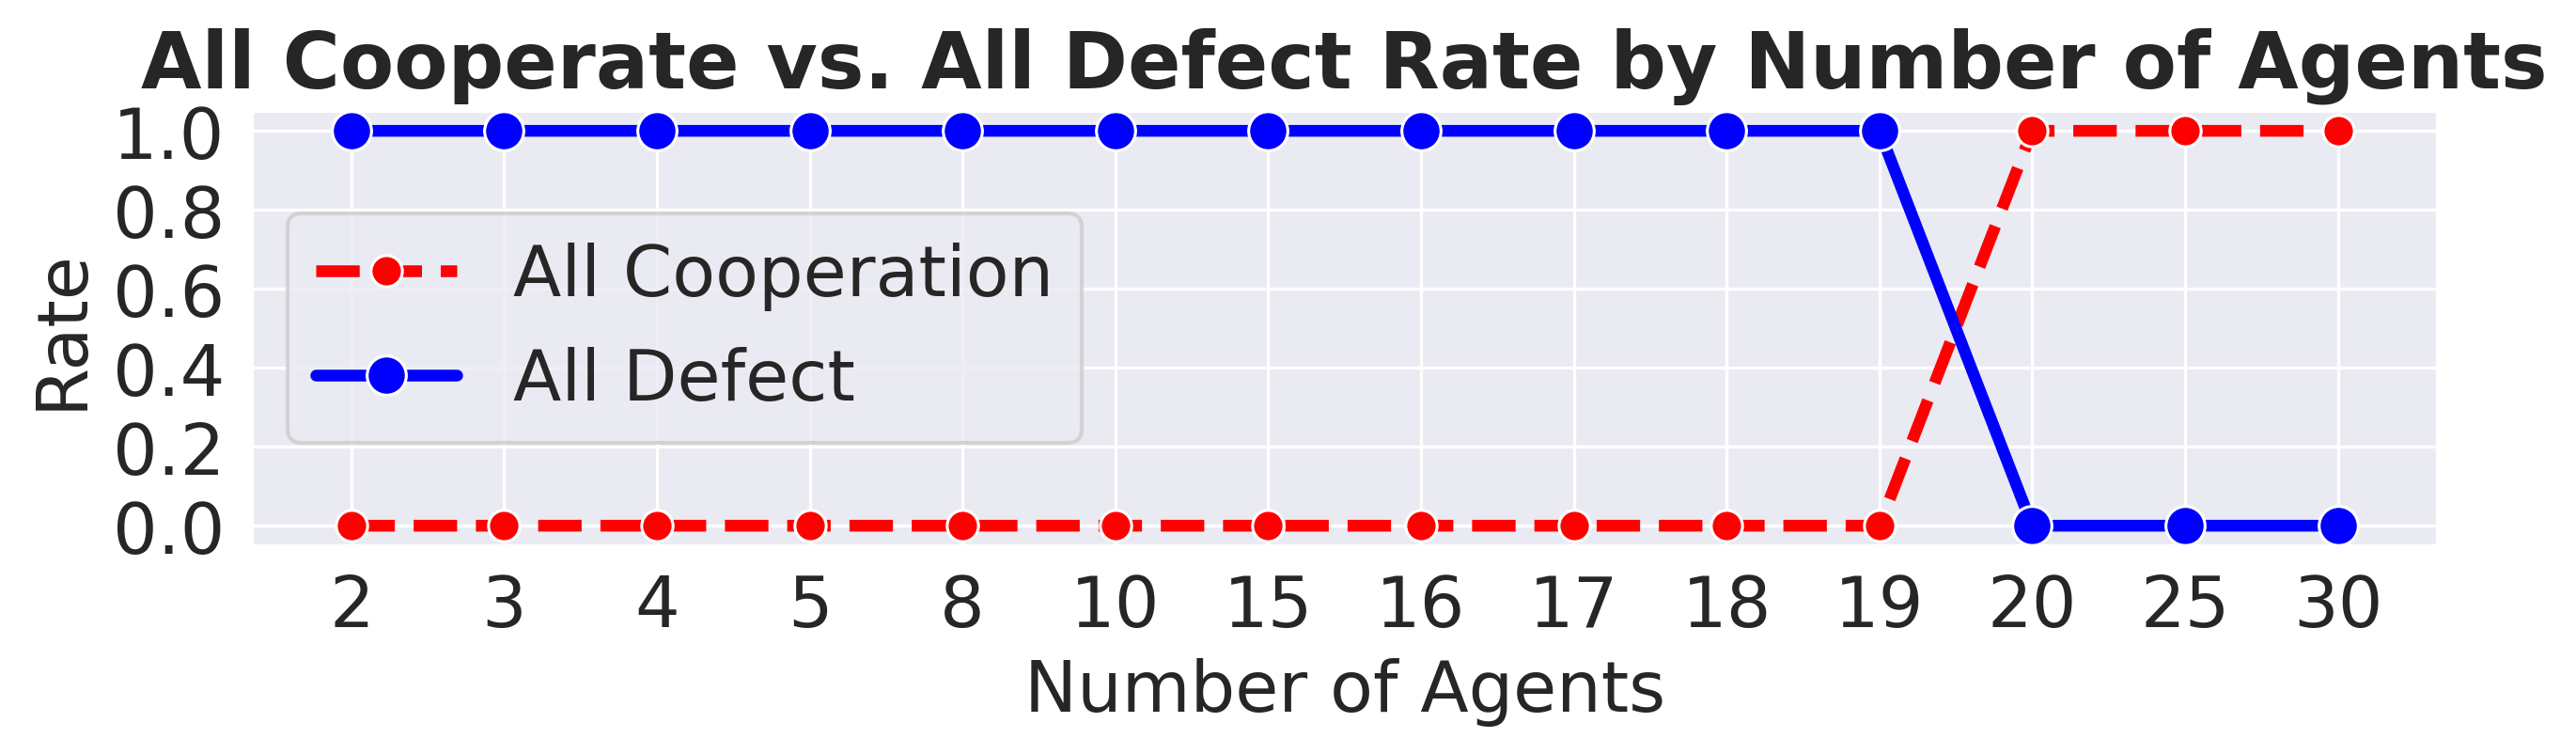 All Cooperate vs. All Defect Rate by Number of Agents
1.0
0.8
0.6
0.4
0.2
0.0
Rate
All Cooperation
All Defect
2 3 4 5 8 10 15 16 17 18 19 20 25 30
Number of Agents